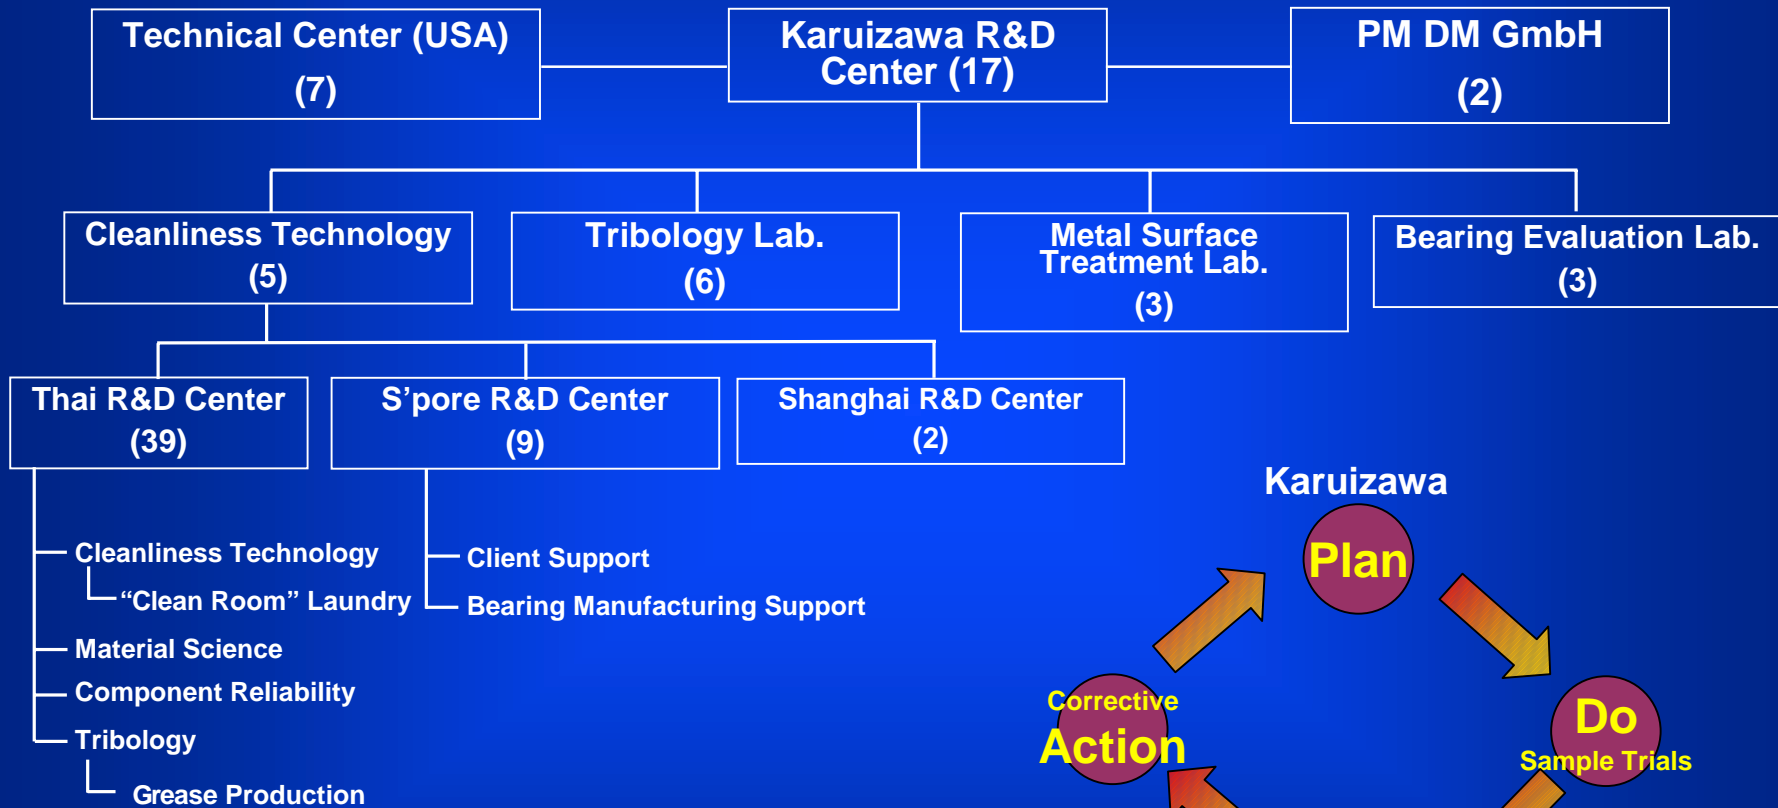 Technical Center (USA)
(7)
Karuizawa R&D
Center (17)
PM DM GmbH
(2)
Cleanliness Technology
(5)
Tribology Lab.
(6)
Metal Surface
Treatment Lab.
(3)
Bearing Evaluation Lab.
(3)
Thai R&D Center
(39)
S’pore R&D Center
(9)
Shanghai R&D Center
(2)
Cleanliness Technology
“Clean Room” Laundry
Material Science
Component Reliability
Tribology
Grease Production
Client Support
Bearing Manufacturing Support
Karuizawa
Plan
Do
Sample Trials
Corrective
Action